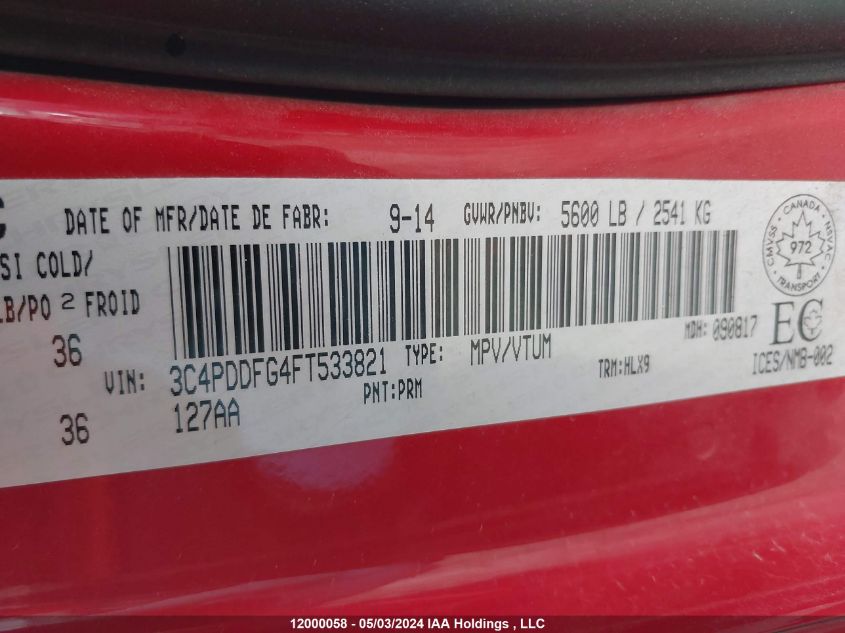 C DATE OF MFR/DATE DE FABR: 9-14 GVWR/PNBV: 5600 LB / 2541 KG
SI COLD/
LB/PO 2 FROID
CANADA
CMVSS 972 NSVAC
TRANSPORT
36
MDH: 090817 EC
VIN: 3C4PDDFG4FT533821 TYPE: MPV/VTUM TRM:HLX9 ICES/NMB-002
PNT:PRM
36 127AA
12000058 - 05/03/2024 IAA Holdings , LLC